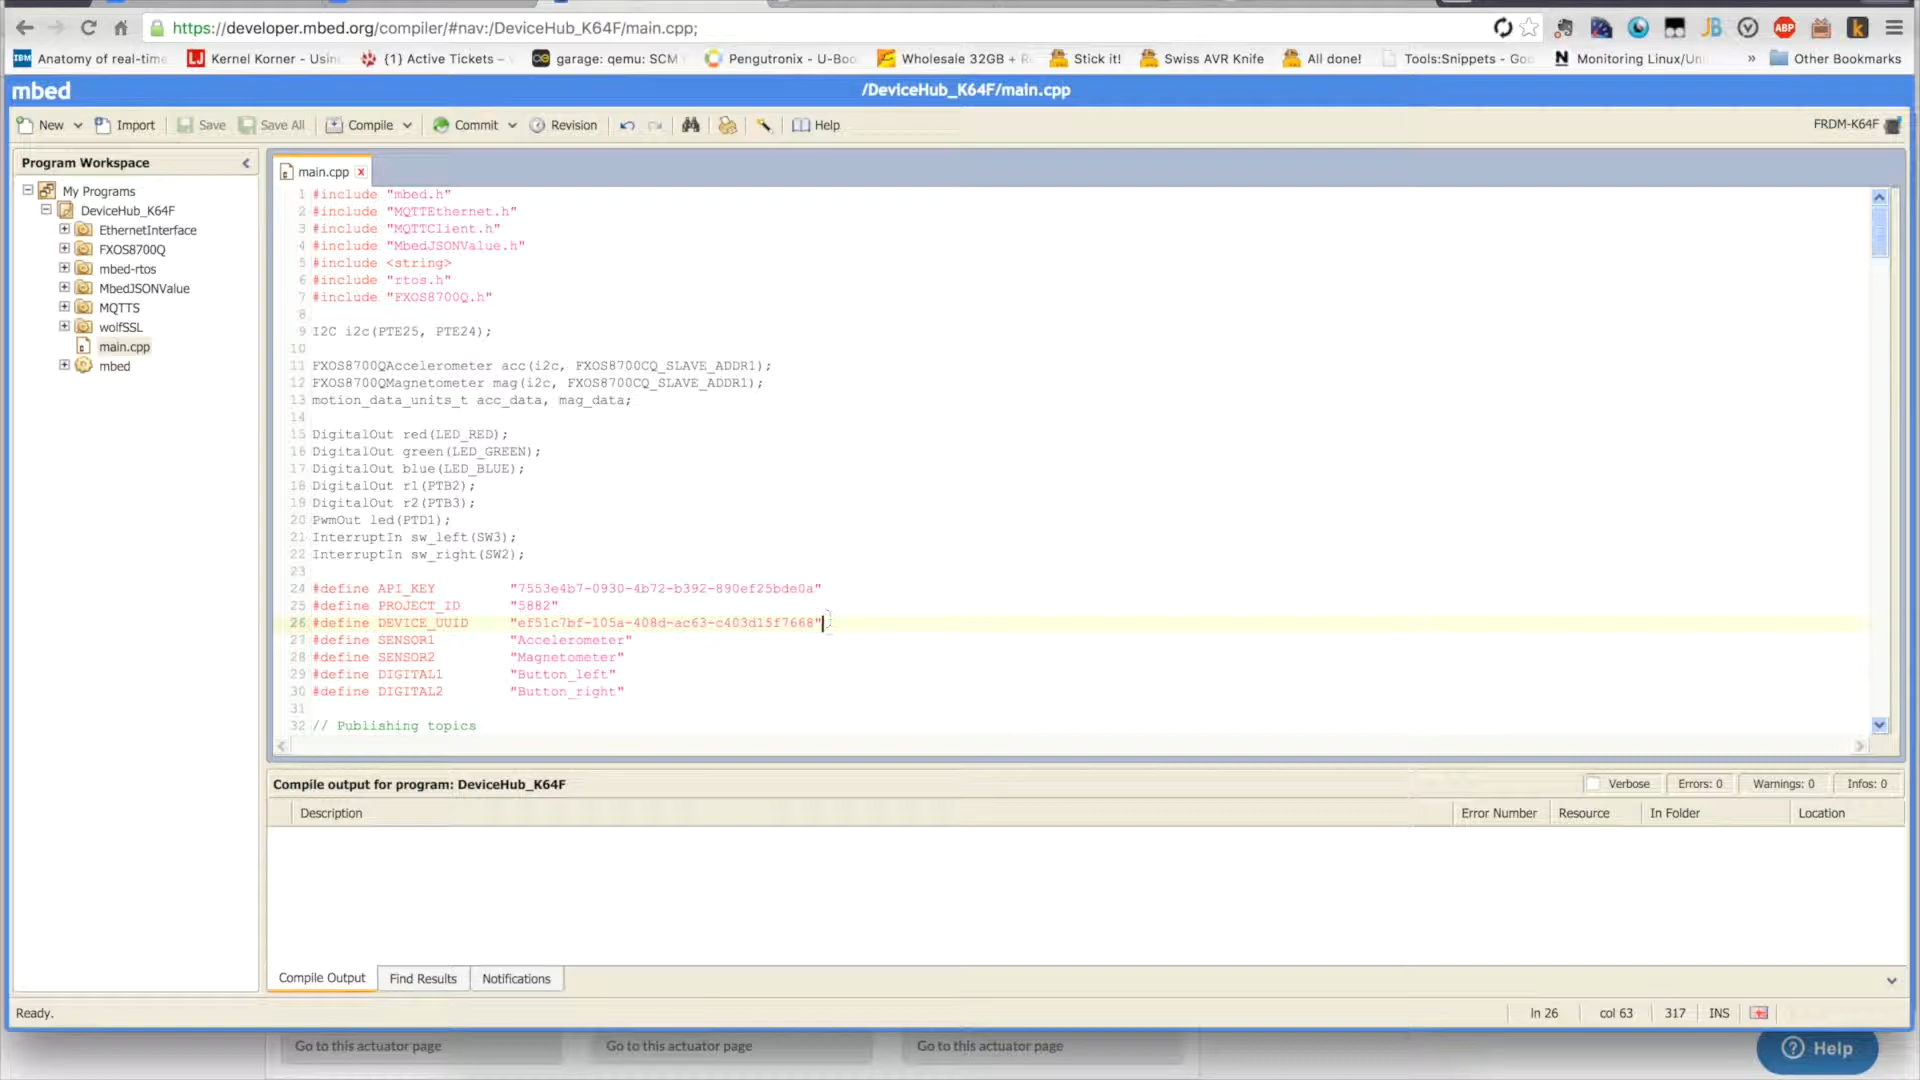 https://developer.mbed.org/compiler/#nav:/DeviceHub_K64F/main.cpp;
IBM Anatomy of real-time
LJ Kernel Korner - Using
{1} Active Tickets –
garage: qemu: SCM
Pengutronix - U-Boo
Wholesale 32GB + R
Stick it!
Swiss AVR Knife
All done!
Tools:Snippets - Goo
N Monitoring Linux/Uni
»
Other Bookmarks
mbed
/DeviceHub_K64F/main.cpp
New
Import
Save
Save All
Compile
Commit
Revision
Help
FRDM-K64F
Program Workspace
My Programs
DeviceHub_K64F
EthernetInterface
FXOS8700Q
mbed-rtos
MbedJSONValue
MQTTS
wolfSSL
main.cpp
mbed
main.cpp x
1 #include "mbed.h"
2 #include "MQTTEthernet.h"
3 #include "MQTTClient.h"
4 #include "MbedJSONValue.h"
5 #include <string>
6 #include "rtos.h"
7 #include "FXOS8700Q.h"
8
9 I2C i2c(PTE25, PTE24);
10
11 FXOS8700QAccelerometer acc(i2c, FXOS8700CQ_SLAVE_ADDR1);
12 FXOS8700QMagnetometer mag(i2c, FXOS8700CQ_SLAVE_ADDR1);
13 motion_data_units_t acc_data, mag_data;
14
15 DigitalOut red(LED_RED);
16 DigitalOut green(LED_GREEN);
17 DigitalOut blue(LED_BLUE);
18 DigitalOut r1(PTB2);
19 DigitalOut r2(PTB3);
20 PwmOut led(PTD1);
21 InterruptIn sw_left(SW3);
22 InterruptIn sw_right(SW2);
23
24 #define API_KEY "7553e4b7-0930-4b72-b392-890ef25bde0a"
25 #define PROJECT_ID "5882"
26 #define DEVICE_UUID "ef51c7bf-105a-408d-ac63-c403d15f7668"
27 #define SENSOR1 "Accelerometer"
28 #define SENSOR2 "Magnetometer"
29 #define DIGITAL1 "Button_left"
30 #define DIGITAL2 "Button_right"
31
32 // Publishing topics
Compile output for program: DeviceHub_K64F
Verbose
Errors: 0
Warnings: 0
Infos: 0
Description
Error Number
Resource
In Folder
Location
Compile Output
Find Results
Notifications
Ready.
ln 26
col 63
317
INS
Go to this actuator page
Go to this actuator page
Go to this actuator page
Help